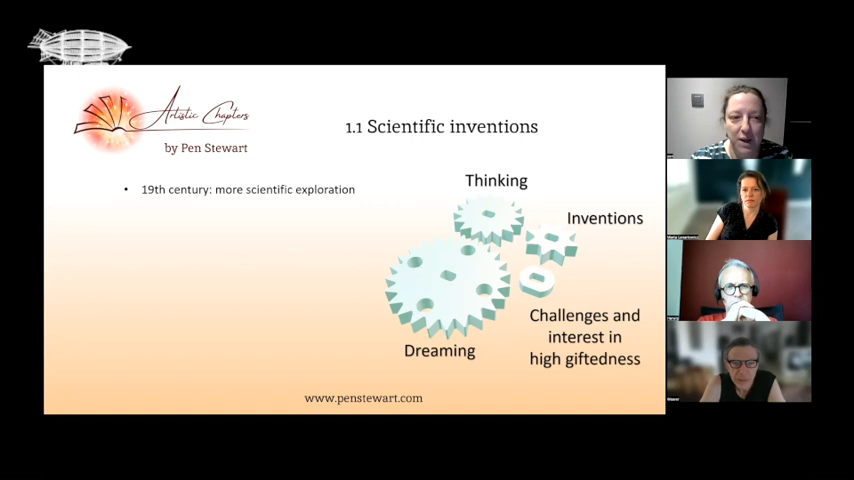 Artistic Chapters
by Pen Stewart
1.1 Scientific inventions
• 19th century: more scientific exploration
Thinking
Inventions
Challenges and
interest in
high giftedness
Dreaming
www.penstewart.com